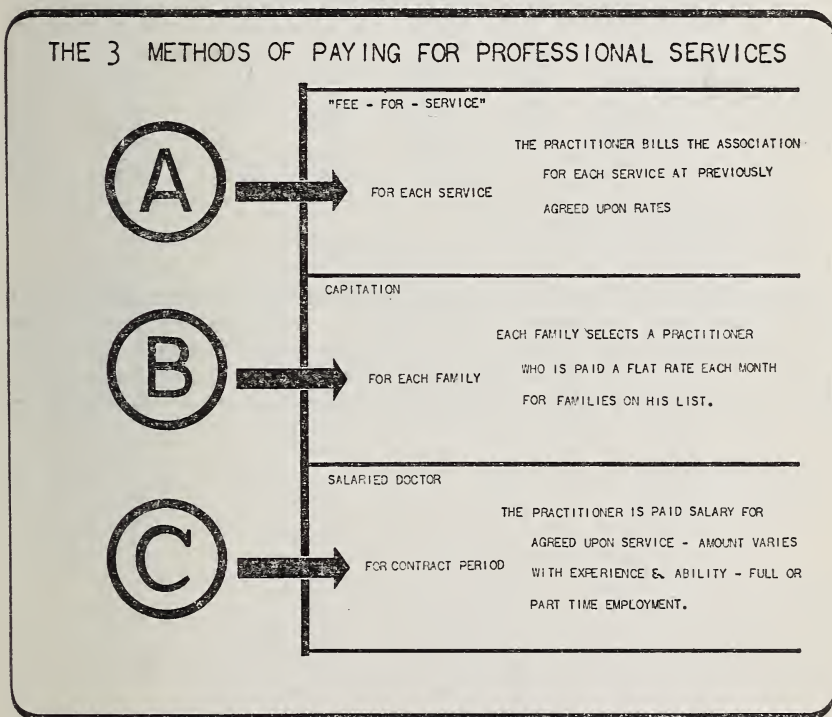 THE 3 METHODS OF PAYING FOR PROFESSIONAL SERVICES
A
"FEE - FOR - SERVICE"
FOR EACH SERVICE
THE PRACTITIONER BILLS THE ASSOCIATION
FOR EACH SERVICE AT PREVIOUSLY
AGREED UPON RATES
B
CAPITATION
FOR EACH FAMILY
EACH FAMILY SELECTS A PRACTITIONER
WHO IS PAID A FLAT RATE EACH MONTH
FOR FAMILIES ON HIS LIST.
C
SALARIED DOCTOR
FOR CONTRACT PERIOD
THE PRACTITIONER IS PAID SALARY FOR
AGREED UPON SERVICE - AMOUNT VARIES
WITH EXPERIENCE & ABILITY - FULL OR
PART TIME EMPLOYMENT.